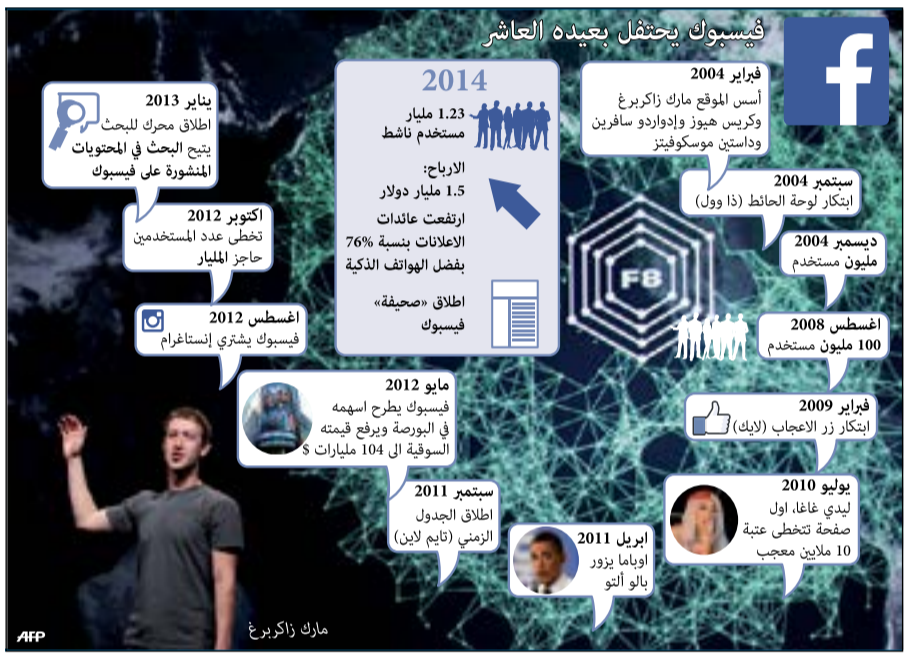 فيسبوك يحتفل بعيده العاشر
f
فبراير 2004
أسس الموقع مارك زاكربرغ
وكريس هيوز وإدواردو سافرين
وداستين موسكوفيتز
سبتمبر 2004
ابتكار لوحة الحائط (ذا وول)
ديسمبر 2004
مليون مستخدم
اغسطس 2008
100 مليون مستخدم
فبراير 2009
ابتكار زر الاعجاب (لايك)
يوليو 2010
ليدي غاغا، اول
صفحة تتخطى عتبة
10 ملايين معجب
ابريل 2011
اوباما يزور
بالو ألتو
سبتمبر 2011
اطلاق الجدول
الزمني (تايم لاين)
مايو 2012
فيسبوك يطرح اسهمه
في البورصة ويرفع قيمته
السوقية الى 104 مليارات $
اغسطس 2012
فيسبوك يشتري إنستاغرام
اكتوبر 2012
تخطى عدد المستخدمين
حاجز المليار
يناير 2013
اطلاق محرك للبحث
يتيح البحث في المحتويات
المنشورة على فيسبوك
2014
1.23 مليار
مستخدم ناشط
الارباح:
1.5 مليار دولار
ارتفعت عائدات
الاعلانات بنسبة 76%
بفضل الهواتف الذكية
اطلاق «صحيفة»
فيسبوك
F8
مارك زاكربرغ
AFP